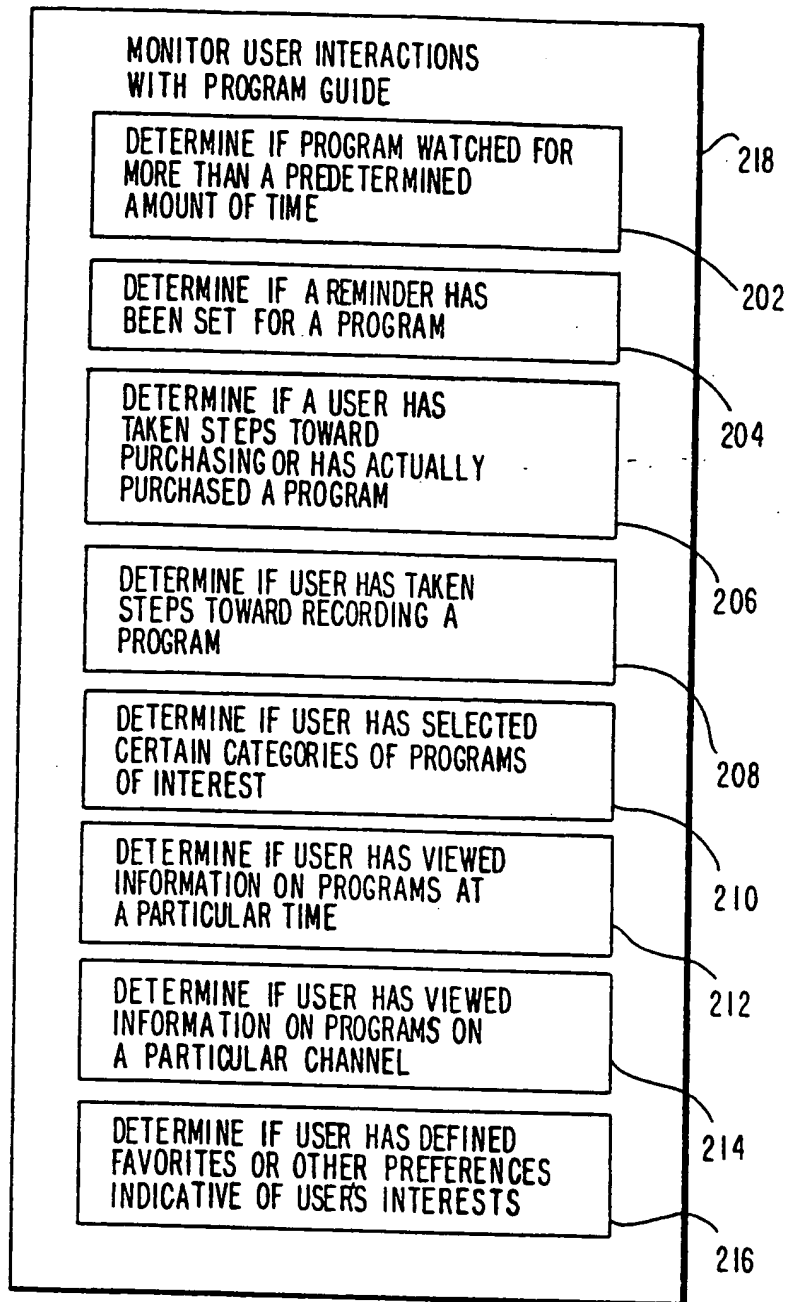 MONITOR USER INTERACTIONS
WITH PROGRAM GUIDE
218
DETERMINE IF PROGRAM WATCHED FOR
MORE THAN A PREDETERMINED
AMOUNT OF TIME
202
DETERMINE IF A REMINDER HAS
BEEN SET FOR A PROGRAM
204
DETERMINE IF A USER HAS
TAKEN STEPS TOWARD
PURCHASING OR HAS ACTUALLY
PURCHASED A PROGRAM
206
DETERMINE IF USER HAS TAKEN
STEPS TOWARD RECORDING A
PROGRAM
208
DETERMINE IF USER HAS SELECTED
CERTAIN CATEGORIES OF PROGRAMS
OF INTEREST
210
DETERMINE IF USER HAS VIEWED
INFORMATION ON PROGRAMS AT
A PARTICULAR TIME
212
DETERMINE IF USER HAS VIEWED
INFORMATION ON PROGRAMS ON
A PARTICULAR CHANNEL
214
DETERMINE IF USER HAS DEFINED
FAVORITES OR OTHER PREFERENCES
INDICATIVE OF USER'S INTERESTS
216